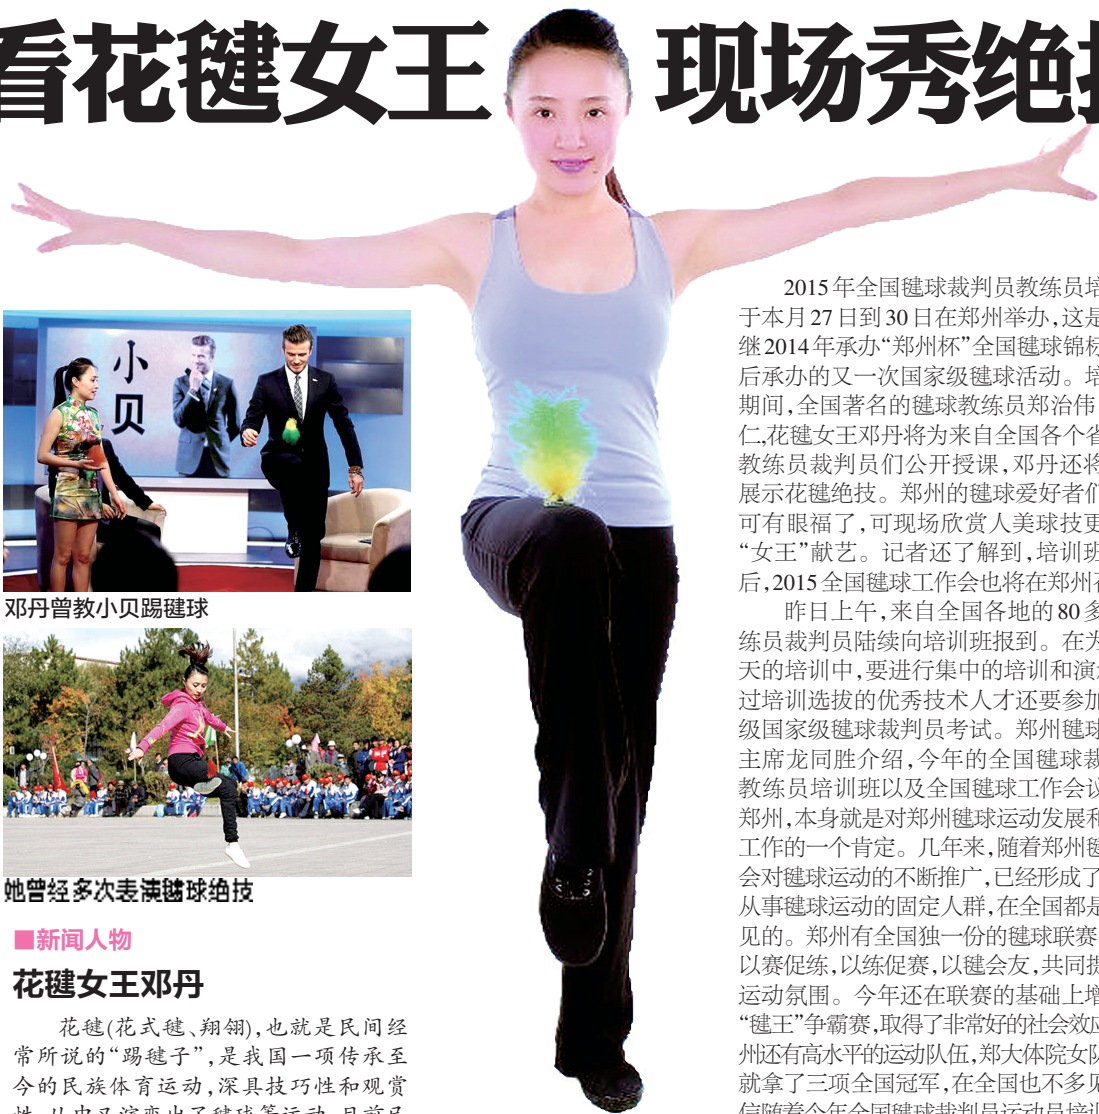 看花毽女王 现场秀绝技
小贝
邓丹曾教小贝踢毽球
她曾经多次表演毽球绝技
■新闻人物
花毽女王邓丹
花毽(花式毽、翔翎),也就是民间经
常所说的“踢毽子”,是我国一项传承至
今的民族体育运动,深具技巧性和观赏
2015年全国毽球裁判员教练员培
于本月27日到30日在郑州举办,这是
继2014年承办“郑州杯”全国毽球锦标
后承办的又一次国家级毽球活动。培
期间,全国著名的毽球教练员郑治伟
仁,花毽女王邓丹将为来自全国各个省
教练员裁判员们公开授课,邓丹还将
展示花毽绝技。郑州的毽球爱好者们
可有眼福了,可现场欣赏人美球技更
“女王”献艺。记者还了解到,培训班
后,2015全国毽球工作会也将在郑州召
昨日上午,来自全国各地的80多
练员裁判员陆续向培训班报到。在为
天的培训中,要进行集中的培训和演
过培训选拔的优秀技术人才还要参加
级国家级毽球裁判员考试。郑州毽球
主席龙同胜介绍,今年的全国毽球裁
教练员培训班以及全国毽球工作会议
郑州,本身就是对郑州毽球运动发展和
工作的一个肯定。几年来,随着郑州毽
会对毽球运动的不断推广,已经形成了
从事毽球运动的固定人群,在全国都是
见的。郑州有全国独一份的毽球联赛
以赛促练,以练促赛,以毽会友,共同提
运动氛围。今年还在联赛的基础上增
“毽王”争霸赛,取得了非常好的社会效应
州还有高水平的运动队伍,郑大体院女队
就拿了三项全国冠军,在全国也不多见